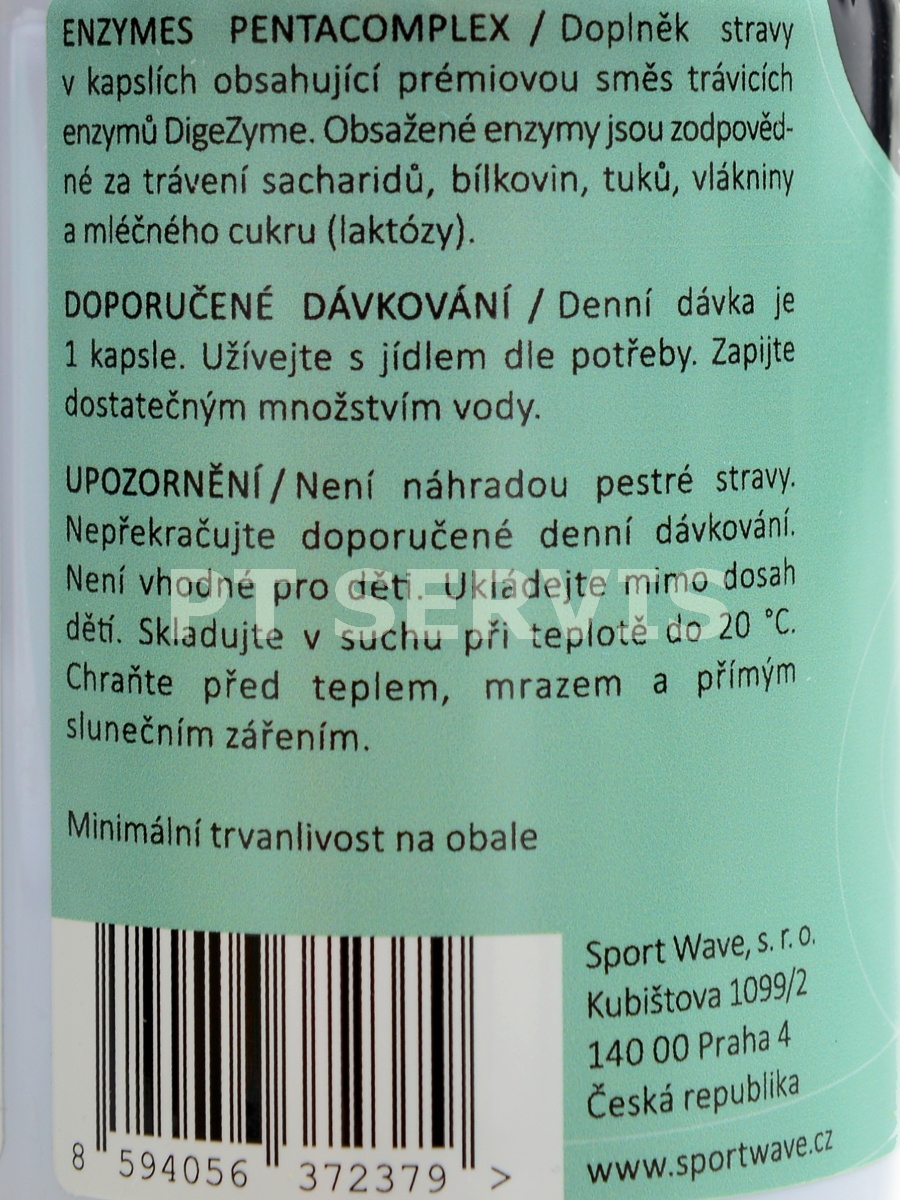 ENZYMES PENTACOMPLEX / Doplněk stravy
v kapslích obsahující prémiovou směs trávicích
enzymů DigeZyme. Obsažené enzymy jsou zodpověd-
né za trávení sacharidů, bílkovin, tuků, vlákniny
a mléčného cukru (laktózy).
DOPORUČENÉ DÁVKOVÁNÍ / Denní dávka je
1 kapsle. Užívejte s jídlem dle potřeby. Zapijte
dostatečným množstvím vody.
UPOZORNĚNÍ / Není náhradou pestré stravy.
Nepřekračujte doporučené denní dávkování.
Není vhodné pro děti. Ukládejte mimo dosah
PT SERVIS
dětí. Skladujte v suchu při teplotě do 20 °C.
Chraňte před teplem, mrazem a přímým
slunečním zářením.
Minimální trvanlivost na obale
Sport Wave, s. r. o.
Kubištova 1099/2
140 00 Praha 4
Česká republika
www.sportwave.cz
8 594056 372379 >